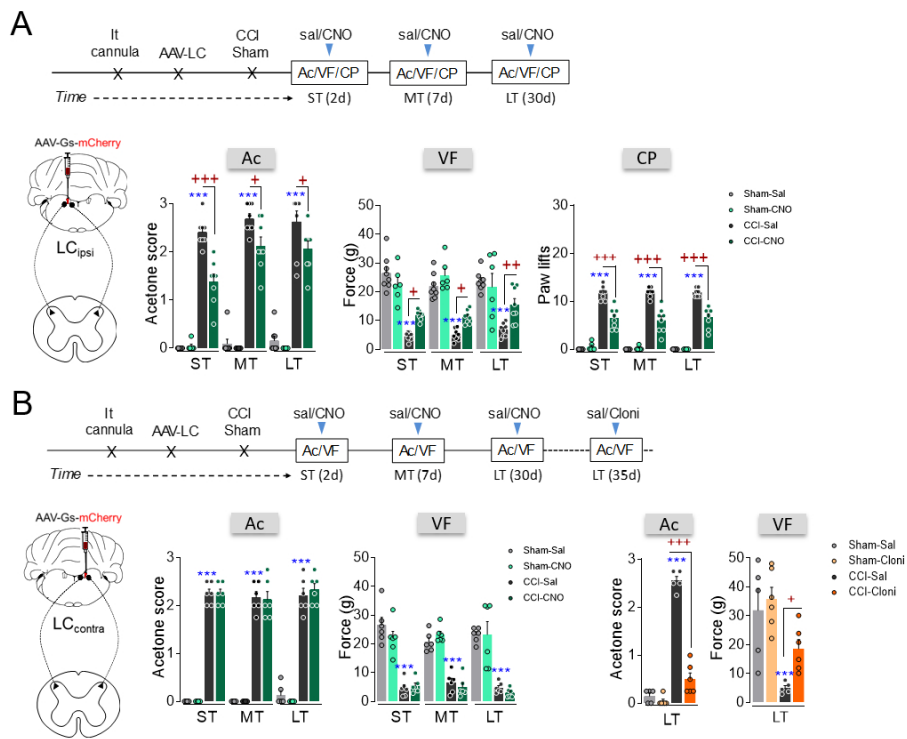 A
It cannula
AAV-LC
CCI Sham
sal/CNO
sal/CNO
sal/CNO
Ac/VF/CP
Ac/VF/CP
Ac/VF/CP
Time
ST (2d)
MT (7d)
LT (30d)
AAV-Gs-mCherry
LCipsi
Ac
+++
***
+
***
+
***
Acetone score
3
2
1
0
ST
MT
LT
VF
Force (g)
50
40
30
20
10
0
+
***
+
***
++
***
ST
MT
LT
CP
Paw lifts
30
20
10
0
+++
***
+++
***
+++
***
ST
MT
LT
Sham-Sal
Sham-CNO
CCI-Sal
CCI-CNO
B
It cannula
AAV-LC
CCI Sham
sal/CNO
sal/CNO
sal/CNO
sal/Cloni
Ac/VF
Ac/VF
Ac/VF
Ac/VF
Time
ST (2d)
MT (7d)
LT (30d)
LT (35d)
AAV-Gs-mCherry
LCcontra
Ac
Acetone score
3
2
1
0
***
***
***
ST
MT
LT
VF
Force (g)
50
40
30
20
10
0
***
***
***
ST
MT
LT
Sham-Sal
Sham-CNO
CCI-Sal
CCI-CNO
Ac
Acetone score
3
2
1
0
+++
***
LT
VF
Force (g)
50
40
30
20
10
0
+
***
LT
Sham-Sal
Sham-Cloni
CCI-Sal
CCI-Cloni